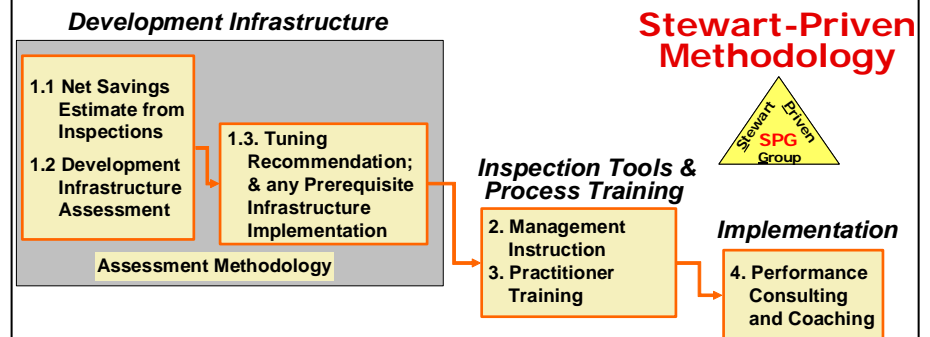 Development Infrastructure
Stewart-Priven
Methodology
1.1 Net Savings
Estimate from
Inspections
1.2 Development
Infrastructure
Assessment
1.3. Tuning
Recommendation;
& any Prerequisite
Infrastructure
Implementation
Assessment Methodology
Stewart
Priven
SPG
Group
Inspection Tools &
Process Training
2. Management
Instruction
3. Practitioner
Training
Implementation
4. Performance
Consulting
and Coaching